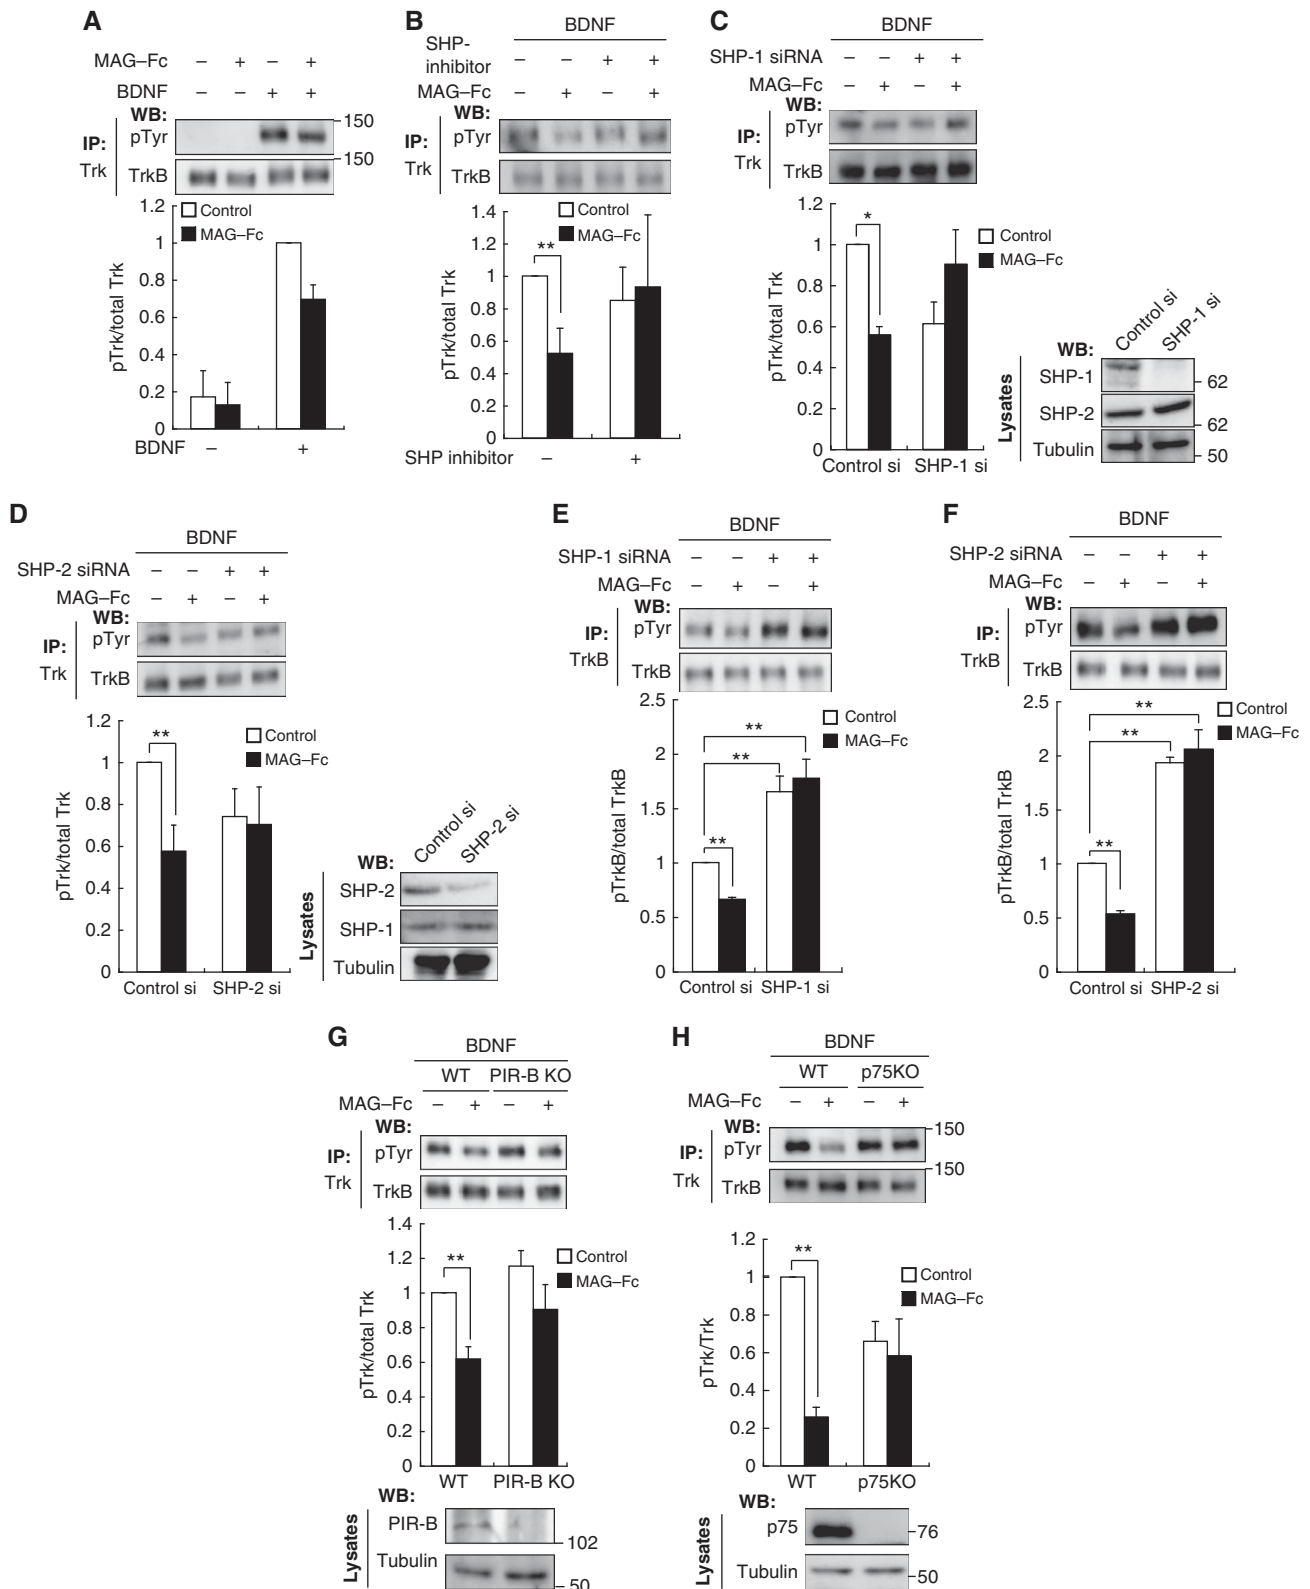 A
MAG–Fc – + – +
BDNF – – + +
WB:
IP: pTyr 150
Trk TrkB 150
1.2
1
0.8
0.6
0.4
0.2
0
pTrk/total Trk
Control
MAG–Fc
BDNF – +
B
BDNF
SHP-
inhibitor – – + +
MAG–Fc – + – +
WB:
IP: pTyr
Trk TrkB
1.4
1.2
1
0.8
0.6
0.4
0.2
0
pTrk/total Trk
Control
MAG–Fc
**
SHP inhibitor – +
C
BDNF
SHP-1 siRNA – – + +
MAG–Fc – + – +
WB:
IP: pTyr
Trk TrkB
1.2
1
0.8
0.6
0.4
0.2
0
pTrk/total Trk
*
Control
MAG–Fc
Control si SHP-1 si
Control si SHP-1 si
WB:
Lysates
SHP-1 62
SHP-2 62
Tubulin 50
D
BDNF
SHP-2 siRNA – – + +
MAG–Fc – + – +
WB:
IP: pTyr
Trk TrkB
1.2
1
0.8
0.6
0.4
0.2
0
pTrk/total Trk
**
Control
MAG–Fc
Control si SHP-2 si
Control si SHP-2 si
WB:
Lysates
SHP-2
SHP-1
Tubulin
E
BDNF
SHP-1 siRNA – – + +
MAG–Fc – + – +
WB:
IP: pTyr
TrkB TrkB
2.5
2
1.5
1
0.5
0
pTrkB/total TrkB
**
**
**
Control
MAG–Fc
Control si SHP-1 si
F
BDNF
SHP-2 siRNA – – + +
MAG–Fc – + – +
WB:
IP: pTyr
TrkB TrkB
2.5
2
1.5
1
0.5
0
pTrkB/total TrkB
**
**
**
Control
MAG–Fc
Control si SHP-2 si
G
BDNF
WT PIR-B KO
MAG–Fc – + – +
WB:
IP: pTyr
Trk TrkB
1.4
1.2
1
0.8
0.6
0.4
0.2
0
pTrk/total Trk
**
Control
MAG–Fc
WT PIR-B KO
WB:
Lysates
PIR-B 102
Tubulin 50
H
BDNF
WT p75KO
MAG–Fc – + – +
WB:
IP: pTyr 150
Trk TrkB 150
1.2
1
0.8
0.6
0.4
0.2
0
pTrk/Trk
**
Control
MAG–Fc
WT p75KO
WB:
Lysates
p75 76
Tubulin 50